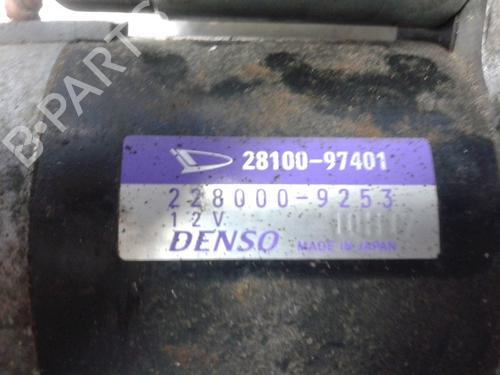 28100-97401
228000-9253
12V
DENSO MADE IN JAPAN
B-PARTS